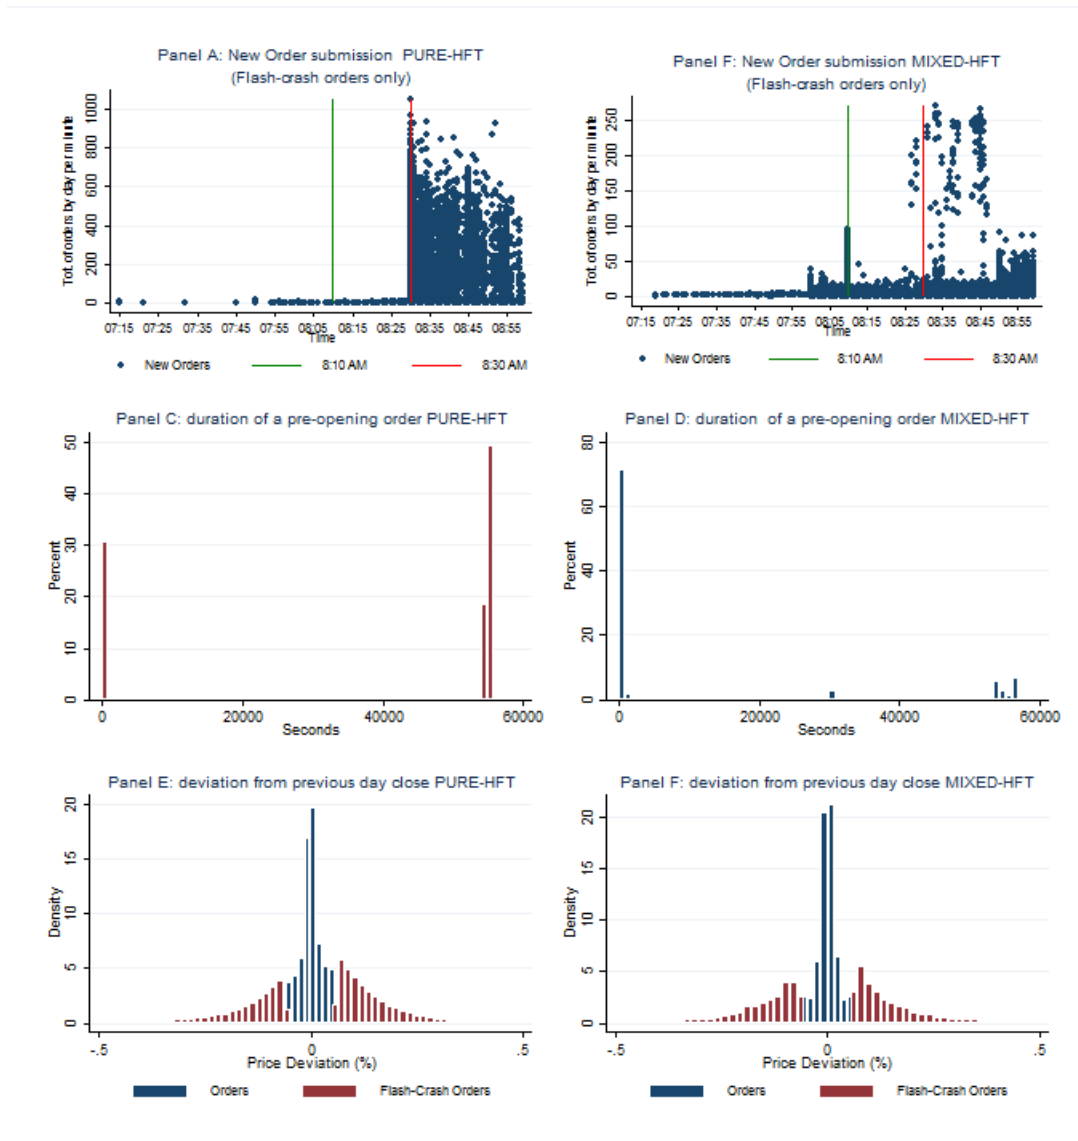 Panel A: New Order submission PURE-HFT
(Flash-crash orders only)
Tot. of orders by day per minute
0 200 400 600 800 1000
07:15 07:25 07:35 07:45 07:55 08:05 08:15 08:25 08:35 08:45 08:55
Time
New Orders 8:10 AM 8:30 AM
Panel F: New Order submission MIXED-HFT
(Flash-crash orders only)
Tot. of orders by day per minute
0 50 100 150 200 250
07:15 07:25 07:35 07:45 07:55 08:05 08:15 08:25 08:35 08:45 08:55
Time
New Orders 8:10 AM 8:30 AM
Panel C: duration of a pre-opening order PURE-HFT
Percent
0 10 20 30 40 50
0 20000 40000 60000
Seconds
Panel D: duration of a pre-opening order MIXED-HFT
Percent
0 20 40 60 80
0 20000 40000 60000
Seconds
Panel E: deviation from previous day close PURE-HFT
Density
0 5 10 15 20
-.5 0 .5
Price Deviation (%)
Orders Flash-Crash Orders
Panel F: deviation from previous day close MIXED-HFT
Density
0 5 10 15 20
-.5 0 .5
Price Deviation (%)
Orders Flash-Crash Orders